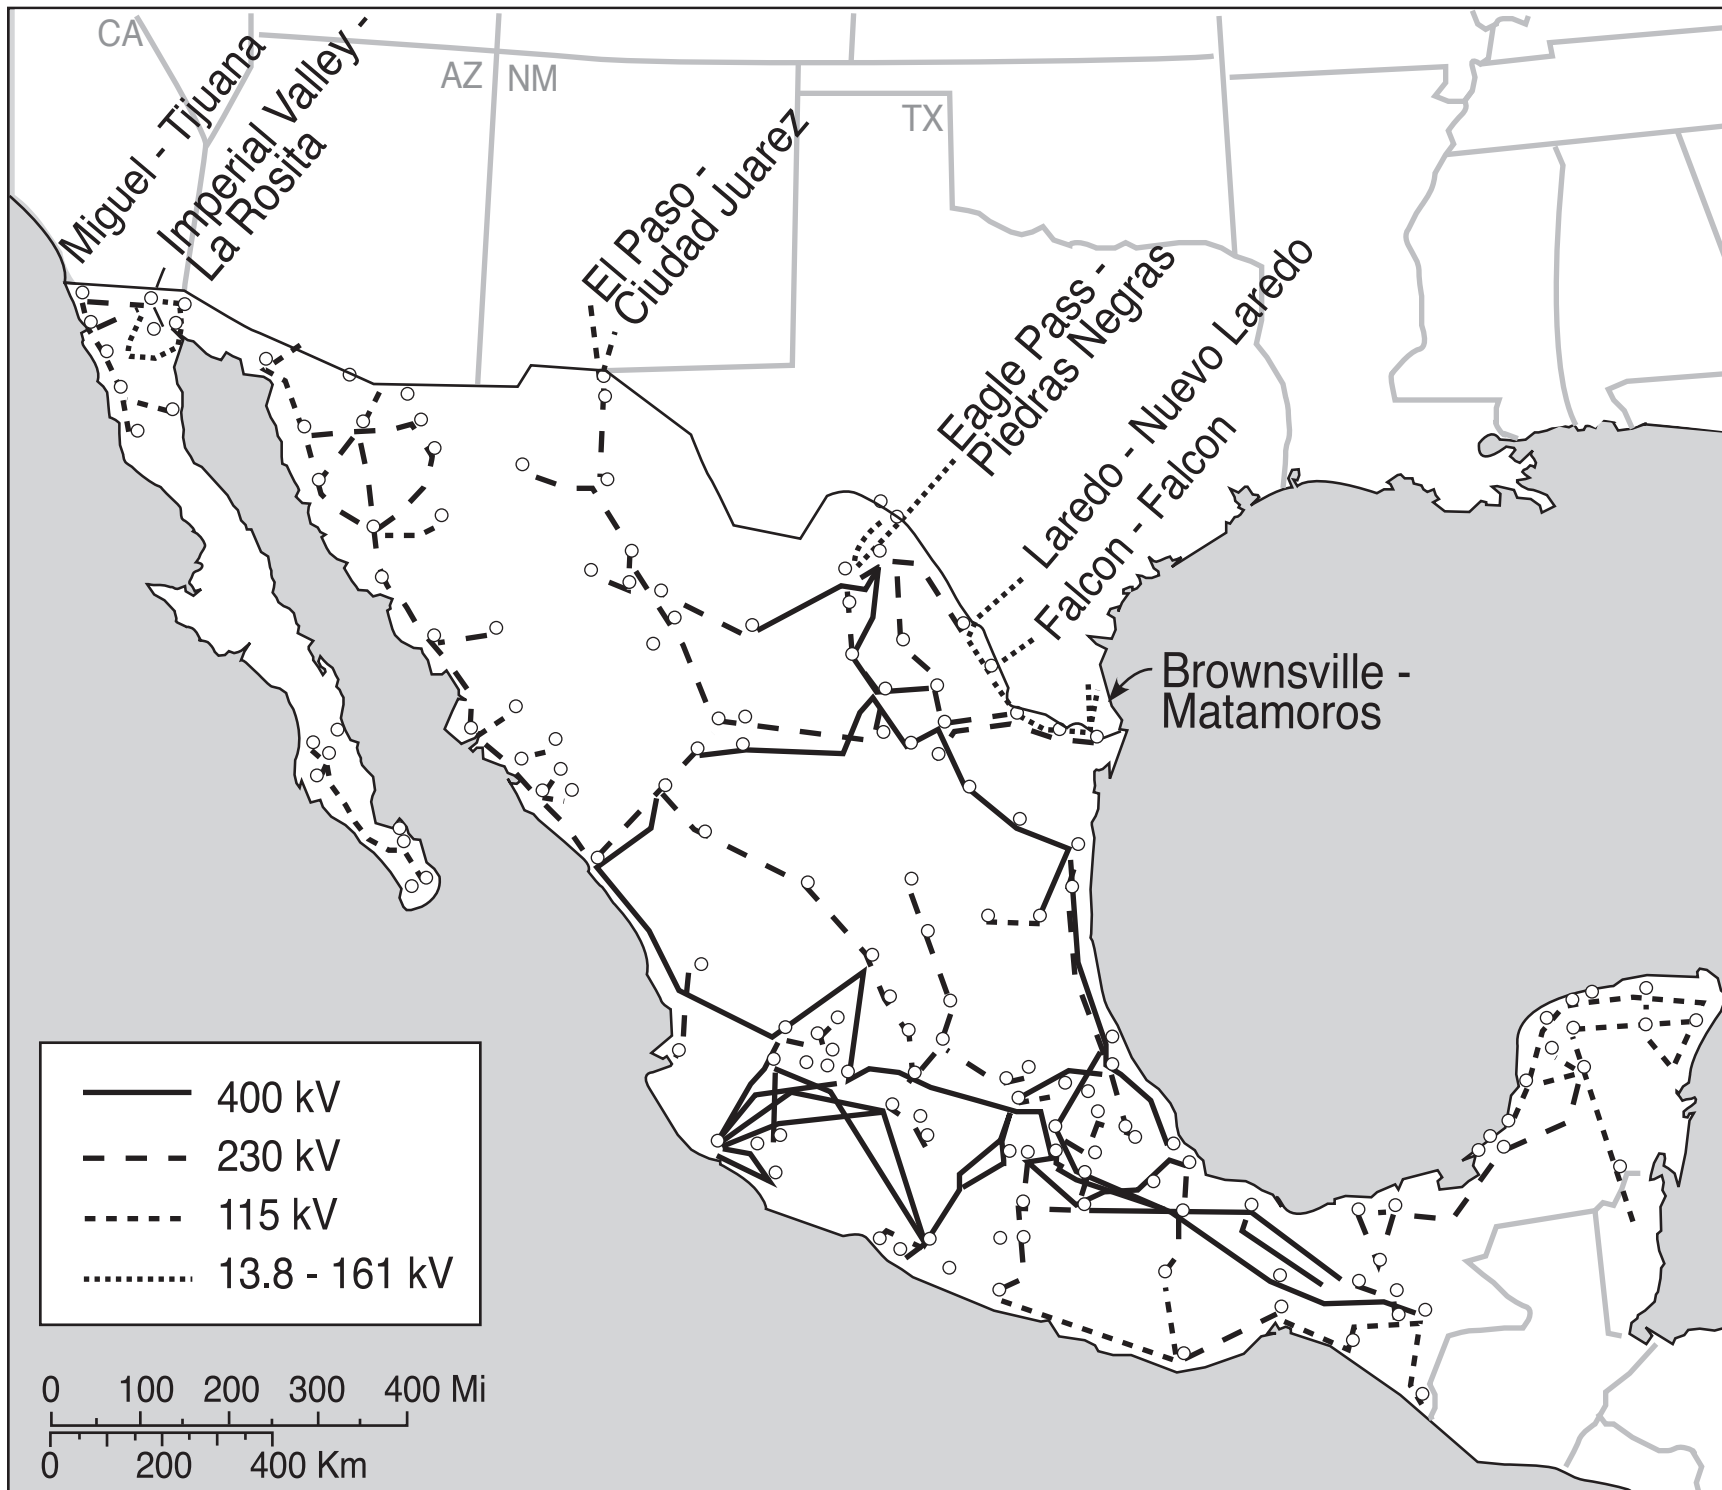 CA
AZ
NM
TX
Miguel - Tijuana
Imperial Valley -
La Rosita
El Paso -
Ciudad Juarez
Eagle Pass -
Piedras Negras
Laredo - Nuevo Laredo
Falcon - Falcon
Brownsville -
Matamoros
400 kV
230 kV
115 kV
13.8 - 161 kV
0 100 200 300 400 Mi
0 200 400 Km